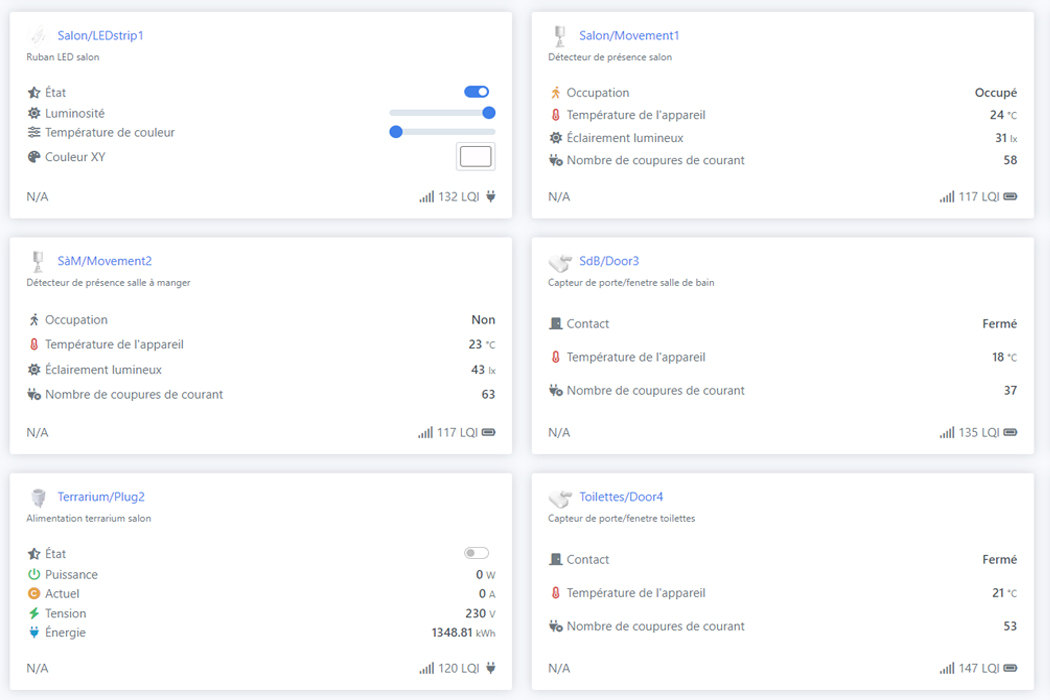 Salon/LEDstrip1
Ruban LED salon
État
Luminosité
Température de couleur
Couleur XY
N/A 132 LQI
Salon/Movement1
Détecteur de présence salon
Occupation Occupé
Température de l'appareil 24 °C
Éclairement lumineux 31 lx
Nombre de coupures de courant 58
N/A 117 LQI
SàM/Movement2
Détecteur de présence salle à manger
Occupation Non
Température de l'appareil 23 °C
Éclairement lumineux 43 lx
Nombre de coupures de courant 63
N/A 117 LQI
SdB/Door3
Capteur de porte/fenetre salle de bain
Contact Fermé
Température de l'appareil 18 °C
Nombre de coupures de courant 37
N/A 135 LQI
Terrarium/Plug2
Alimentation terrarium salon
État
Puissance 0 W
Actuel 0 A
Tension 230 V
Énergie 1348.81 kWh
N/A 120 LQI
Toilettes/Door4
Capteur de porte/fenetre toilettes
Contact Fermé
Température de l'appareil 21 °C
Nombre de coupures de courant 53
N/A 147 LQI